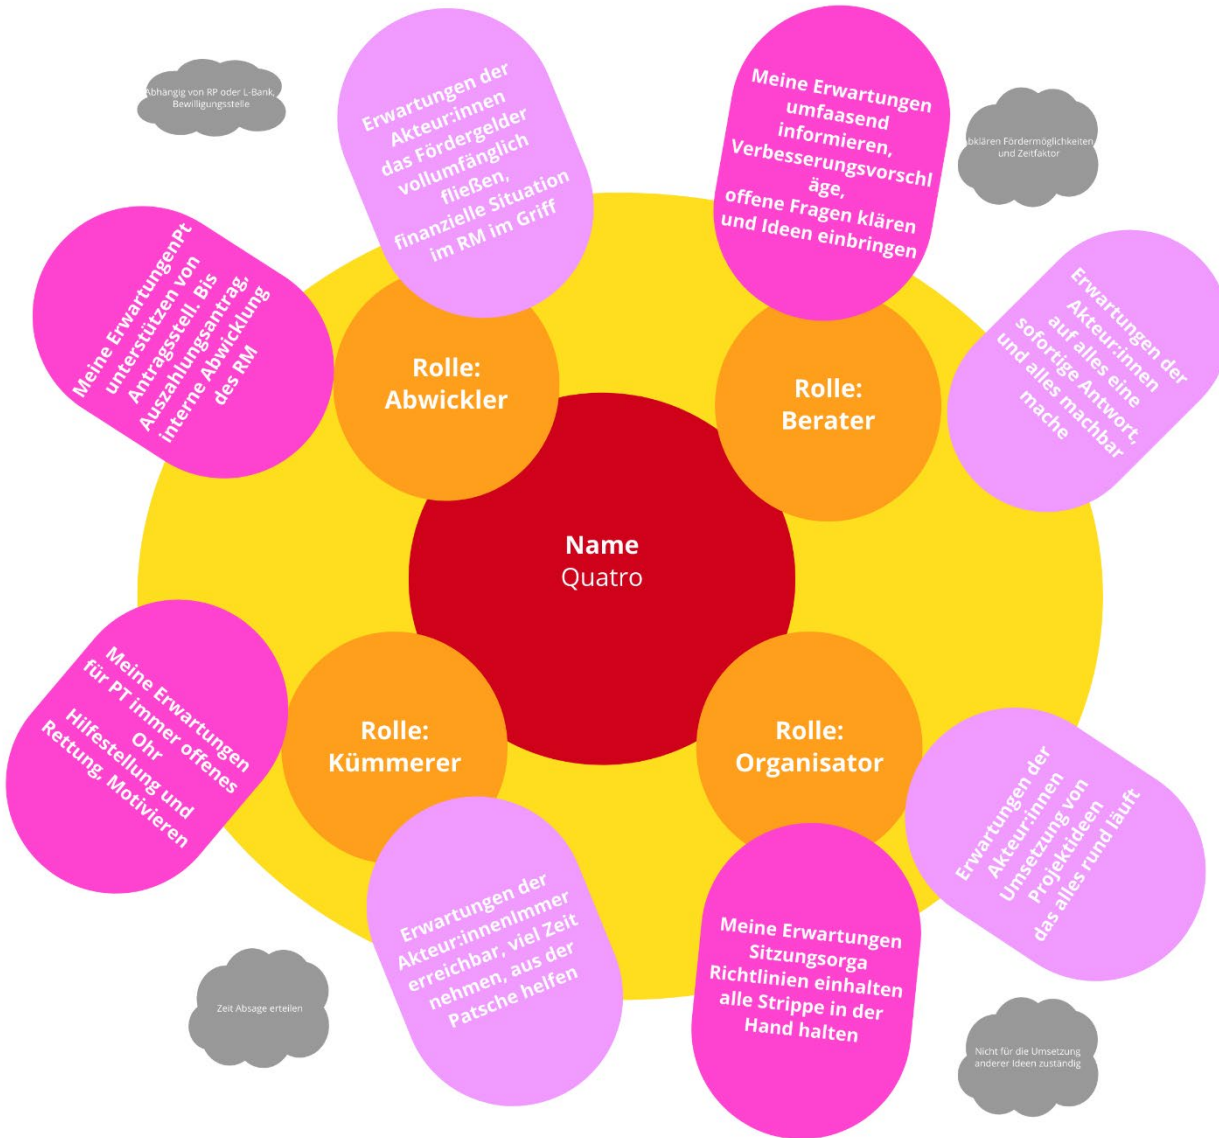 Abhängig von RP oder L-Bank,
Bewilligungsstelle
Erwartungen der
Akteur:innen
das Fördergelder
vollumfänglich
fließen,
finanzielle Situation
im RM im Griff
Meine Erwartungen
umfaasend
informieren,
Verbesserungsvorschl
äge,
offene Fragen klären
und Ideen einbringen
abklären Fördermöglichkeiten
und Zeitfaktor
Meine ErwartungenPt
unterstützen von
Antragsstell. Bis
Auszahlungsantrag,
interne Abwicklung
des RM
Rolle:
Abwickler
Rolle:
Berater
Erwartungen der
Akteur:innen
auf alles eine
sofortige Antwort,
und alles machbar
mache
Name
Quatro
Meine Erwartungen
für PT immer offenes
Ohr
Hilfestellung und
Rettung, Motivieren
Rolle:
Kümmerer
Rolle:
Organisator
Erwartungen der
Akteur:innen
Umsetzung von
Projektideen
das alles rund läuft
Erwartungen der
Akteur:innenImmer
erreichbar, viel Zeit
nehmen, aus der
Patsche helfen
Meine Erwartungen
Sitzungsorga
Richtlinien einhalten
alle Strippe in der
Hand halten
Zeit Absage erteilen
Nicht für die Umsetzung
anderer Ideen zuständig